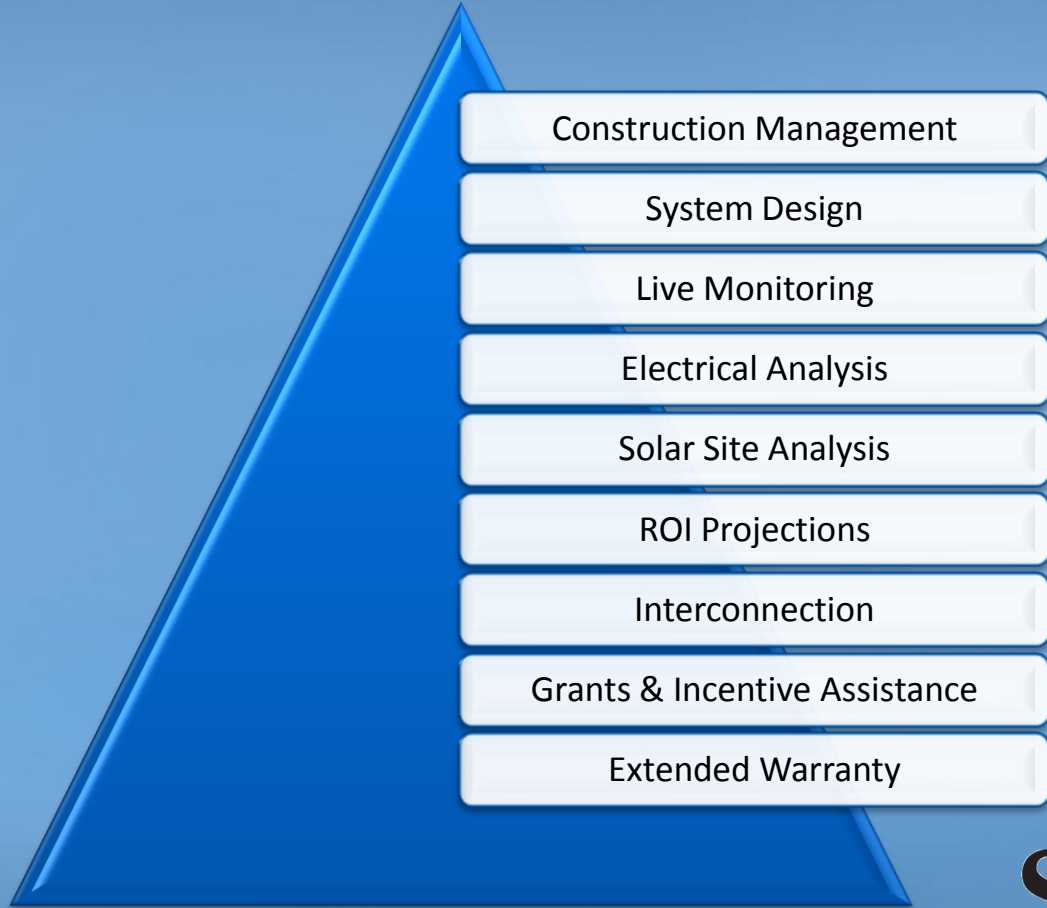 Construction Management
System Design
Live Monitoring
Electrical Analysis
Solar Site Analysis
ROI Projections
Interconnection
Grants & Incentive Assistance
Extended Warranty